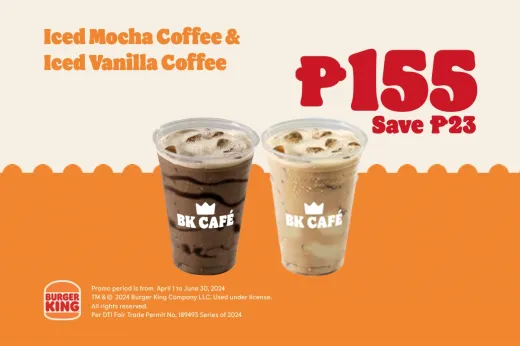 Iced Mocha Coffee &
Iced Vanilla Coffee
₱155
Save ₱23
BK CAFÉ
BK CAFÉ
BURGER
KING
Promo period is from April 1 to June 30, 2024
TM & © 2024 Burger King Company LLC. Used under license.
All rights reserved.
Per DTI Fair Trade Permit No. 189493 Series of 2024